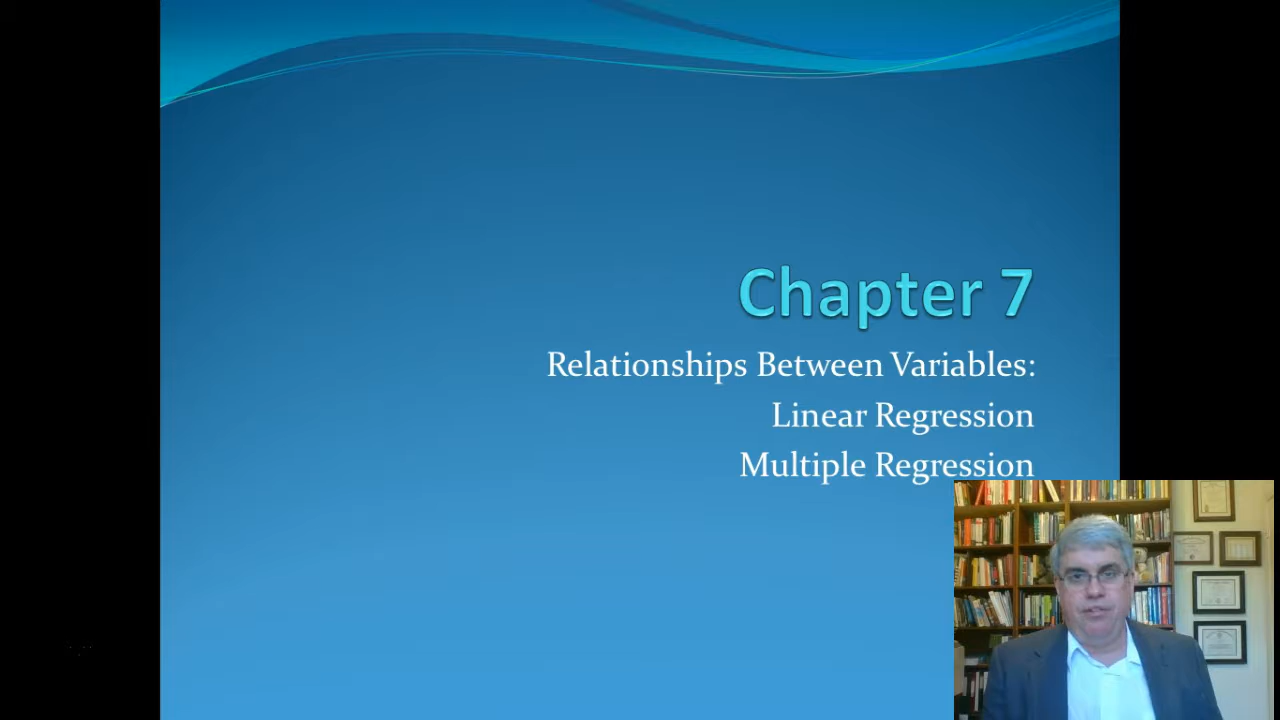 Chapter 7
Relationships Between Variables:
Linear Regression
Multiple Regression